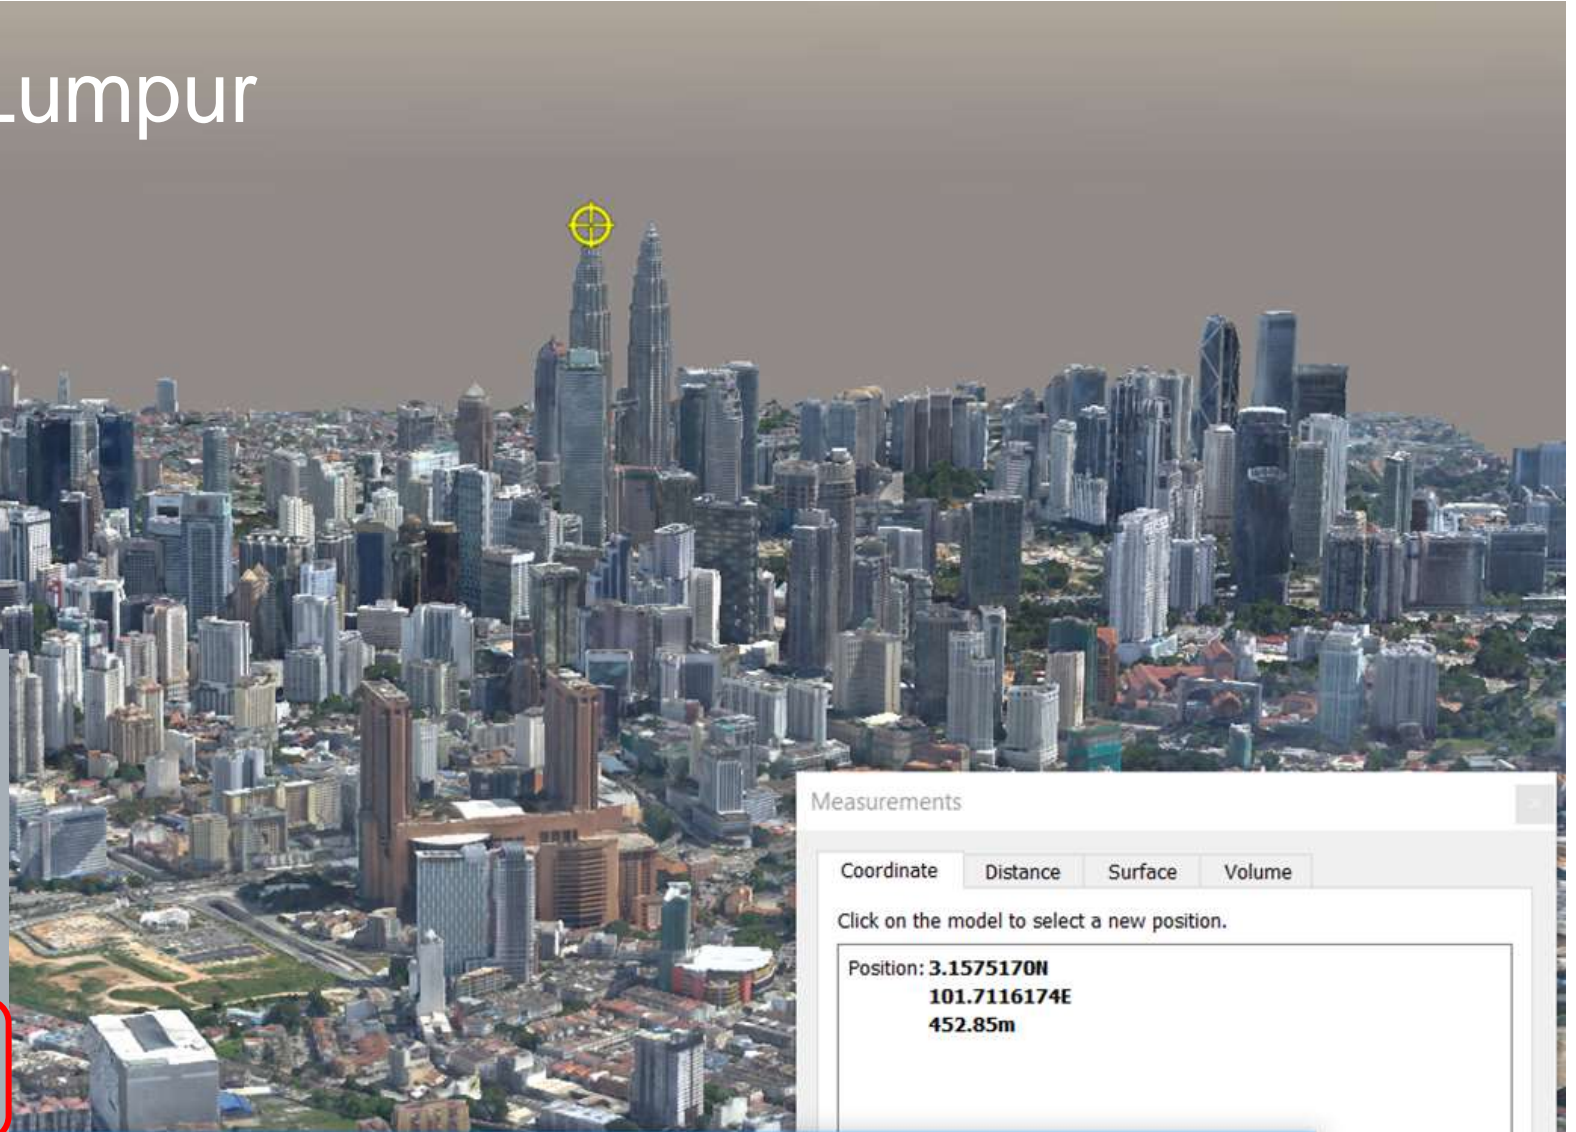 Lumpur
Measurements
Coordinate Distance Surface Volume
Click on the model to select a new position.
Position: 3.1575170N
101.7116174E
452.85m